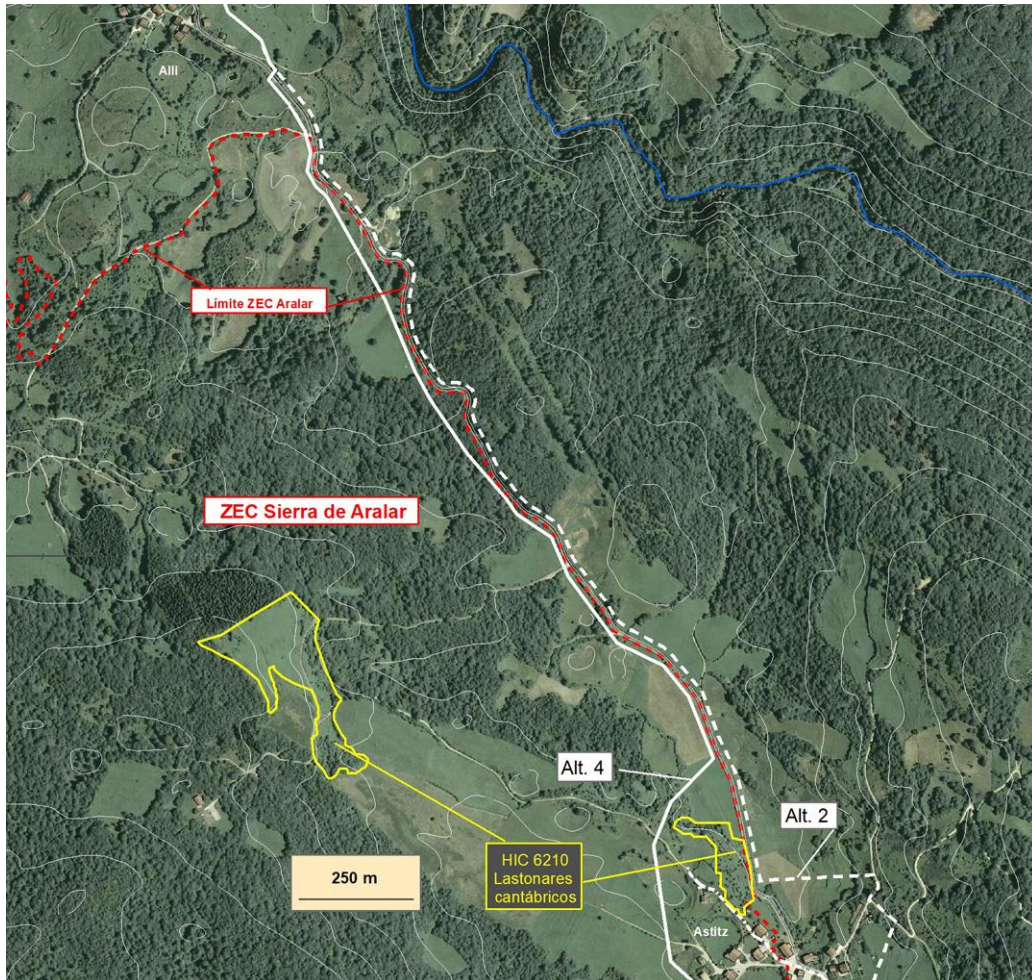 Alli
Límite ZEC Aralar
ZEC Sierra de Aralar
Alt. 4
Alt. 2
250 m
HIC 6210
Lastonares
cantábricos
Astitz